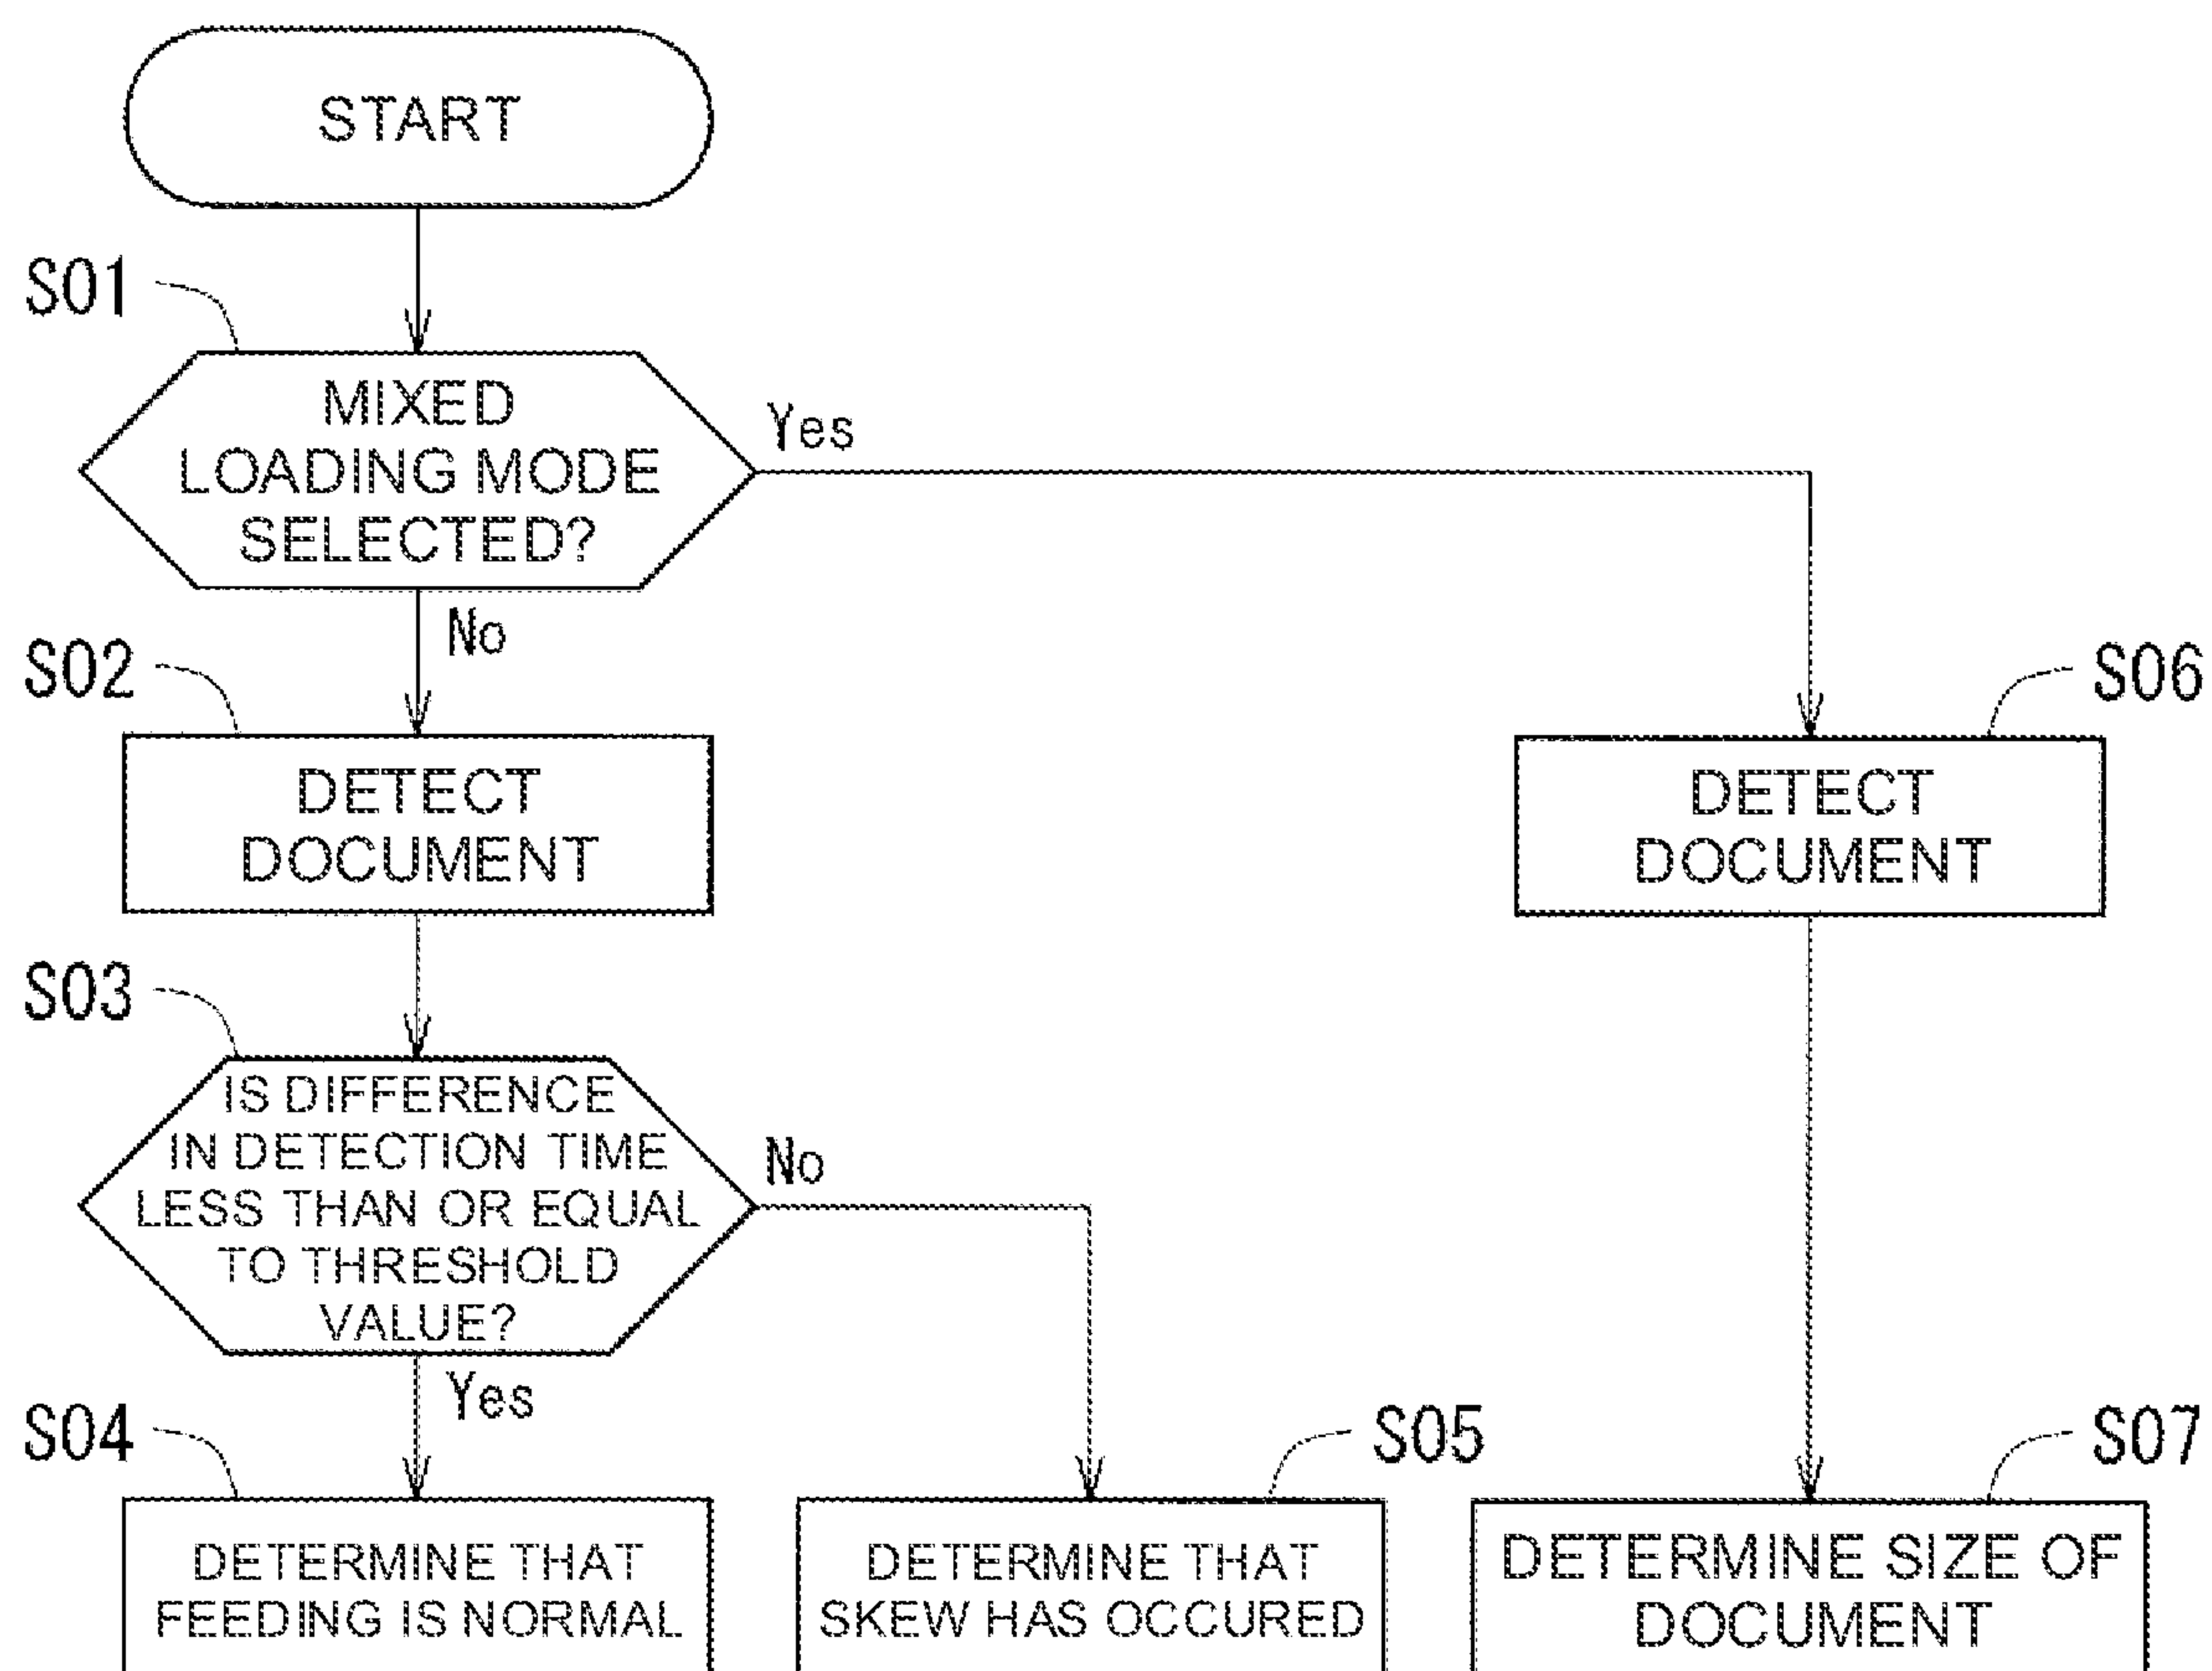 START
S01
MIXED
LOADING MODE
SELECTED?
Yes
No
S02
DETECT
DOCUMENT
S06
DETECT
DOCUMENT
S03
IS DIFFERENCE
IN DETECTION TIME
LESS THAN OR EQUAL
TO THRESHOLD
VALUE?
No
Yes
S04
DETERMINE THAT
FEEDING IS NORMAL
S05
DETERMINE THAT
SKEW HAS OCCURED
S07
DETERMINE SIZE OF
DOCUMENT